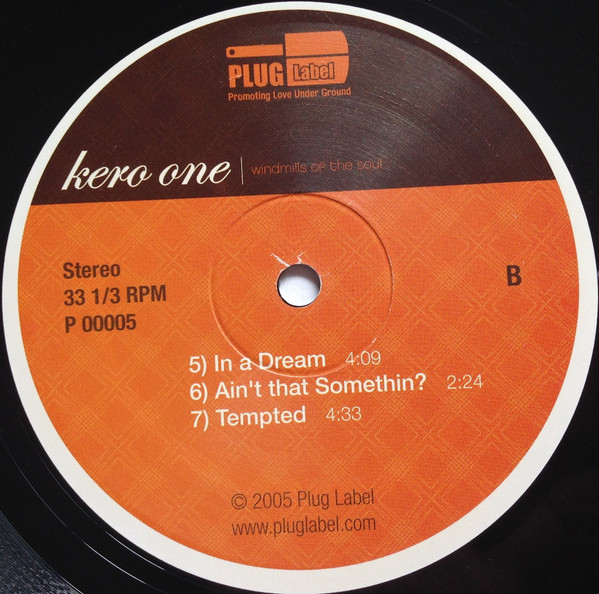 PLUG Label
Promoting Love Under Ground
kero one | windmills of the soul
Stereo
33 1/3 RPM
P 00005
B
5) In a Dream 4:09
6) Ain't that Somethin? 2:24
7) Tempted 4:33
© 2005 Plug Label
www.pluglabel.com